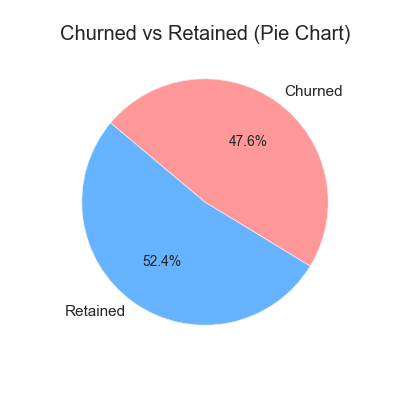 Churned vs Retained (Pie Chart)
Churned
47.6%
52.4%
Retained